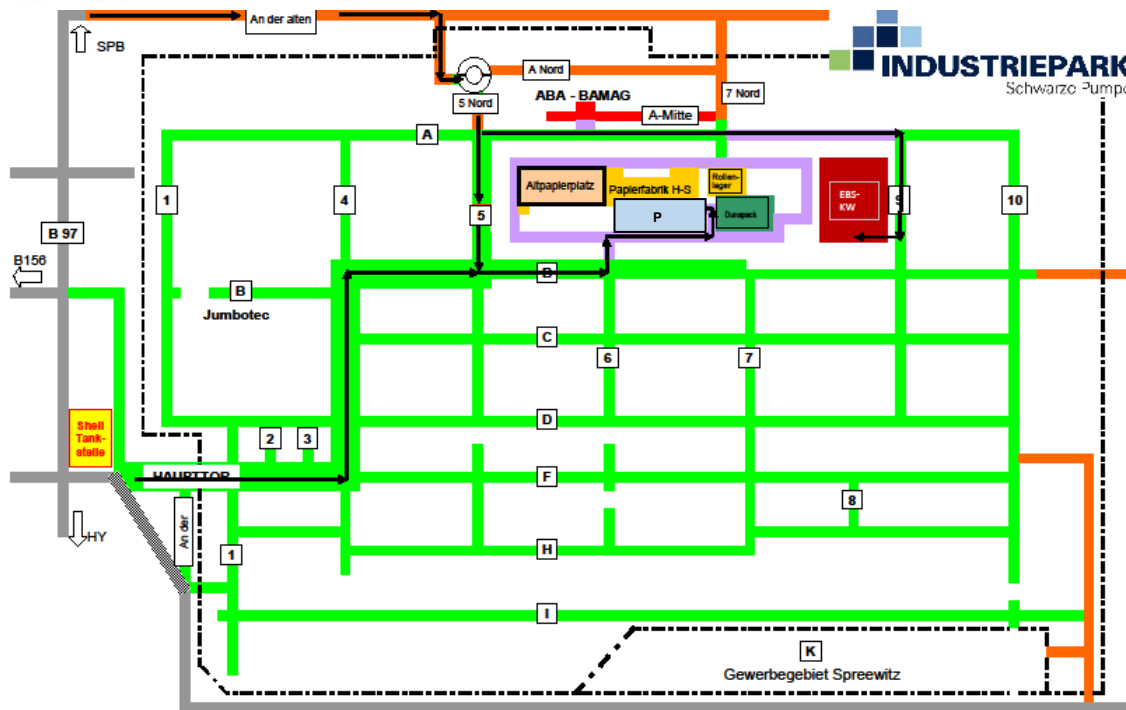 An der alten
SPB
INDUSTRIEPARK
Schwarze Pumpe
A Nord
5 Nord
7 Nord
ABA - BAMAG
A-Mitte
A
1
4
5
10
Altpapierplatz
Papierfabrik H-S
Rollen-
lager
P
Dunapack
EBS-
KW
B 97
B156
B
B
Jumbotec
C
6
7
D
Shell
Tank-
stelle
2
3
HAUPTTOR
F
8
An der
HY
1
H
I
K
Gewerbegebiet Spreewitz